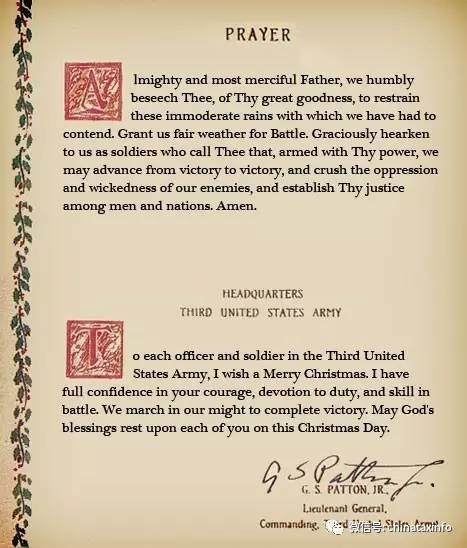 PRAYER
Almighty and most merciful Father, we humbly
beseech Thee, of Thy great goodness, to restrain
these immoderate rains with which we have had to
contend. Grant us fair weather for Battle. Graciously hearken
to us as soldiers who call Thee that, armed with Thy power, we
may advance from victory to victory, and crush the oppression
and wickedness of our enemies, and establish Thy justice
among men and nations. Amen.
HEADQUARTERS
THIRD UNITED STATES ARMY
To each officer and soldier in the Third United
States Army, I wish a Merry Christmas. I have
full confidence in your courage, devotion to duty, and skill in
battle. We march in our might to complete victory. May God's
blessings rest upon each of you on this Christmas Day.
G S Patton Jr.
G. S. PATTON, JR,
Lieutenant General,
Commanding, Third United States Army
微信号: chinataxinfo